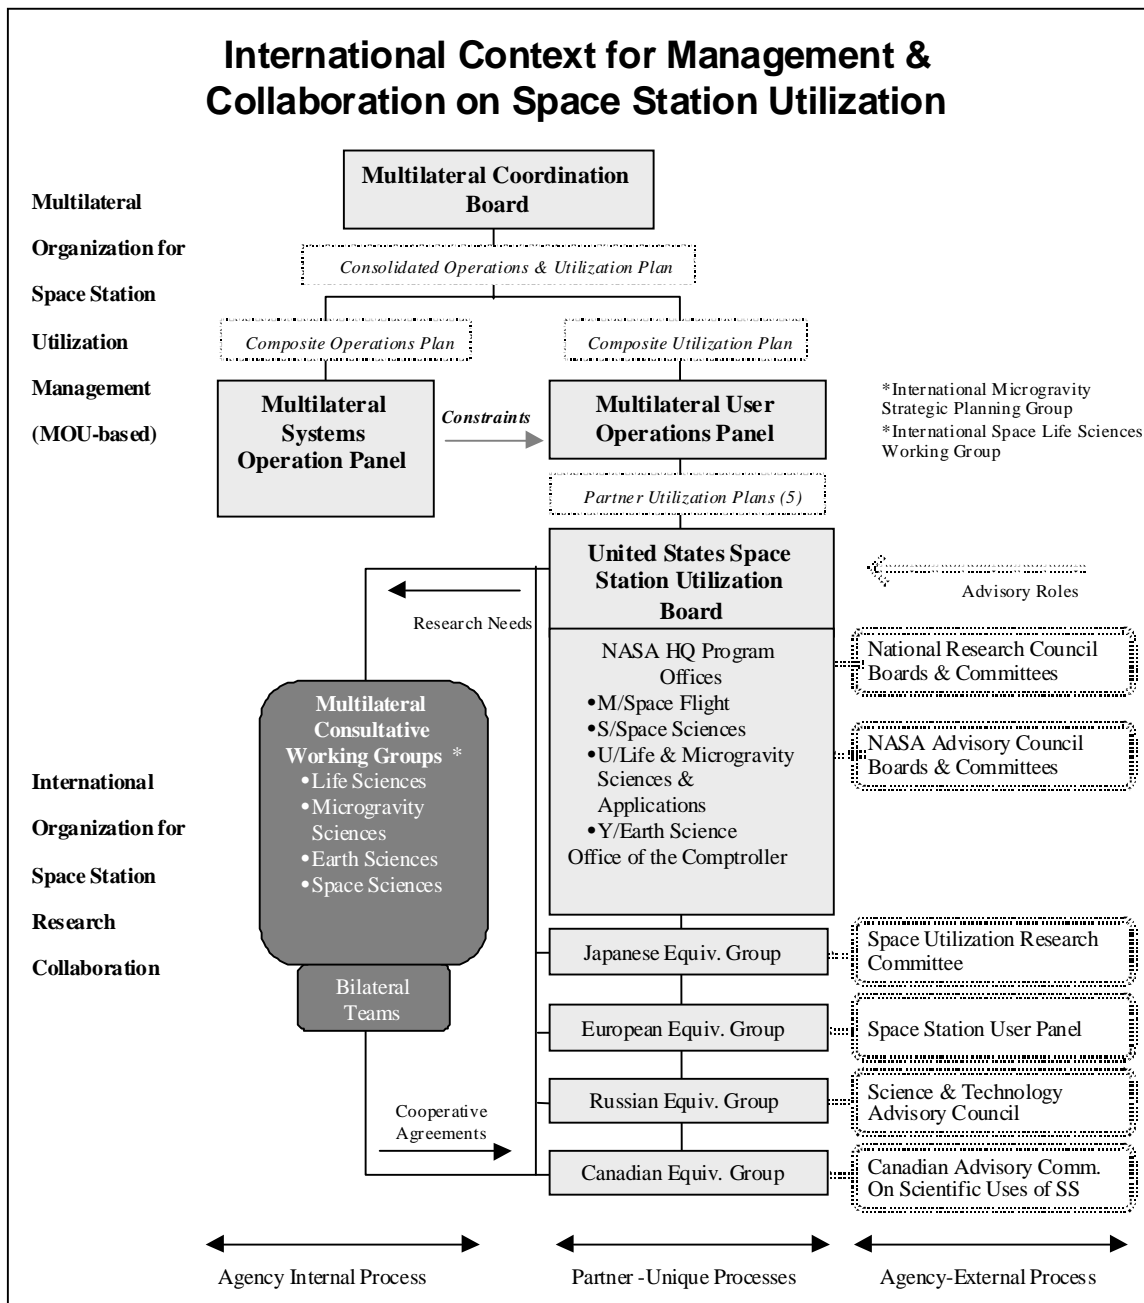 International Context for Management &
Collaboration on Space Station Utilization
Multilateral Coordination
Board
Multilateral
Organization for
Space Station
Utilization
Management
(MOU-based)
Consolidated Operations & Utilization Plan
Composite Operations Plan
Composite Utilization Plan
Multilateral
Systems
Operation Panel
Constraints
Multilateral User
Operations Panel
*International Microgravity
Strategic Planning Group
*International Space Life Sciences
Working Group
Partner Utilization Plans (5)
United States Space
Station Utilization
Board
Advisory Roles
Research Needs
NASA HQ Program
Offices
•M/Space Flight
•S/Space Sciences
•U/Life & Microgravity
Sciences &
Applications
•Y/Earth Science
Office of the Comptroller
National Research Council
Boards & Committees
NASA Advisory Council
Boards & Committees
Multilateral
Consultative
Working Groups *
•Life Sciences
•Microgravity
Sciences
•Earth Sciences
•Space Sciences
International
Organization for
Space Station
Research
Collaboration
Bilateral
Teams
Japanese Equiv. Group
Space Utilization Research
Committee
European Equiv. Group
Space Station User Panel
Russian Equiv. Group
Science & Technology
Advisory Council
Cooperative
Agreements
Canadian Equiv. Group
Canadian Advisory Comm.
On Scientific Uses of SS
Agency Internal Process
Partner -Unique Processes
Agency-External Process